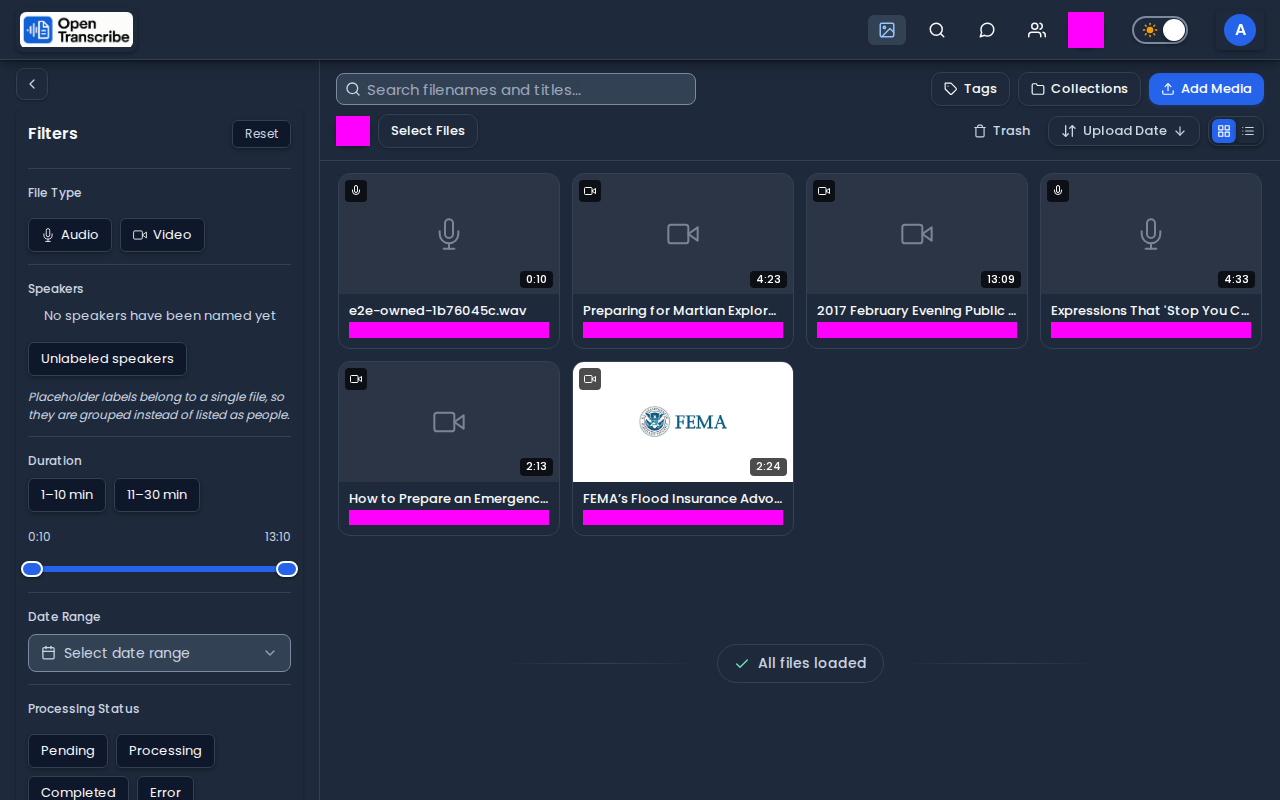 Open
Transcribe
A
Search filenames and titles...
Tags
Collections
Add Media
Select Files
Trash
Upload Date
Filters
Reset
File Type
Audio
Video
Speakers
No speakers have been named yet
Unlabeled speakers
Placeholder labels belong to a single file, so
they are grouped instead of listed as people.
Duration
1–10 min
11–30 min
0:10
13:10
Date Range
Select date range
Processing Status
Pending
Processing
Completed
Error
0:10
e2e-owned-1b76045c.wav
4:23
Preparing for Martian Explor...
13:09
2017 February Evening Public ...
4:33
Expressions That 'Stop You C...
2:13
How to Prepare an Emergenc...
FEMA
2:24
FEMA's Flood Insurance Advo...
All files loaded